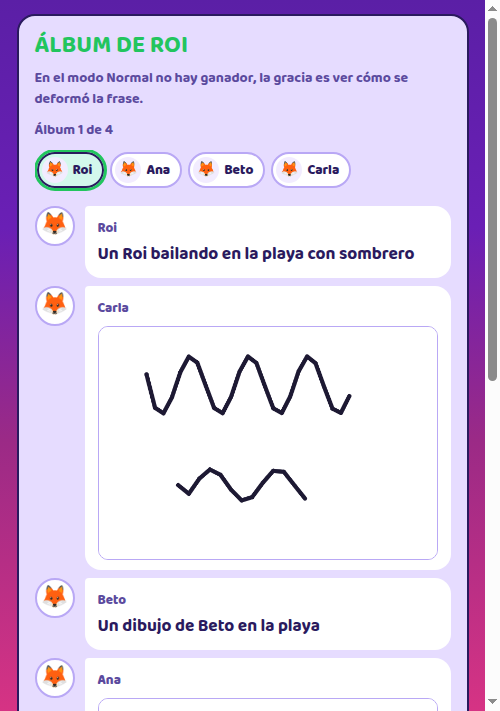 ÁLBUM DE ROI
En el modo Normal no hay ganador, la gracia es ver cómo se
deformó la frase.
Álbum 1 de 4
Roi
Ana
Beto
Carla
Roi
Un Roi bailando en la playa con sombrero
Carla
Beto
Un dibujo de Beto en la playa
Ana